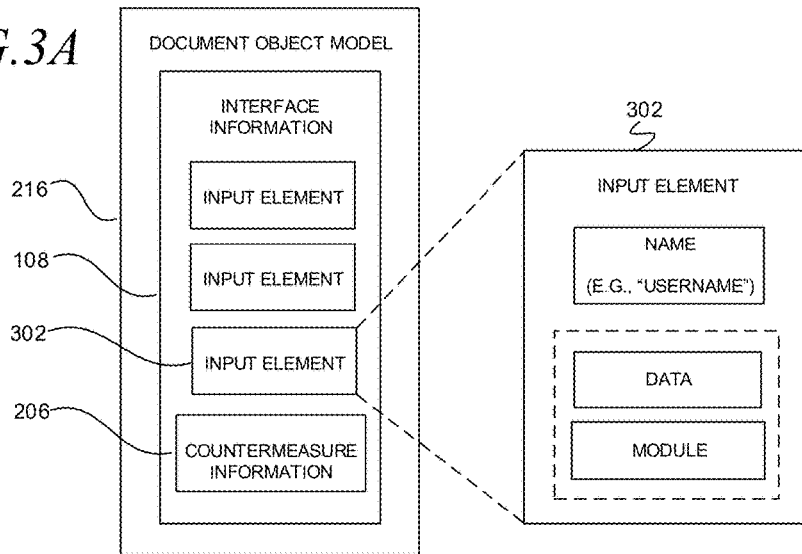 G.3A
DOCUMENT OBJECT MODEL
INTERFACE
INFORMATION
INPUT ELEMENT
INPUT ELEMENT
INPUT ELEMENT
COUNTERMEASURE
INFORMATION
216
108
302
206
302
INPUT ELEMENT
NAME
(E.G., “USERNAME”)
DATA
MODULE